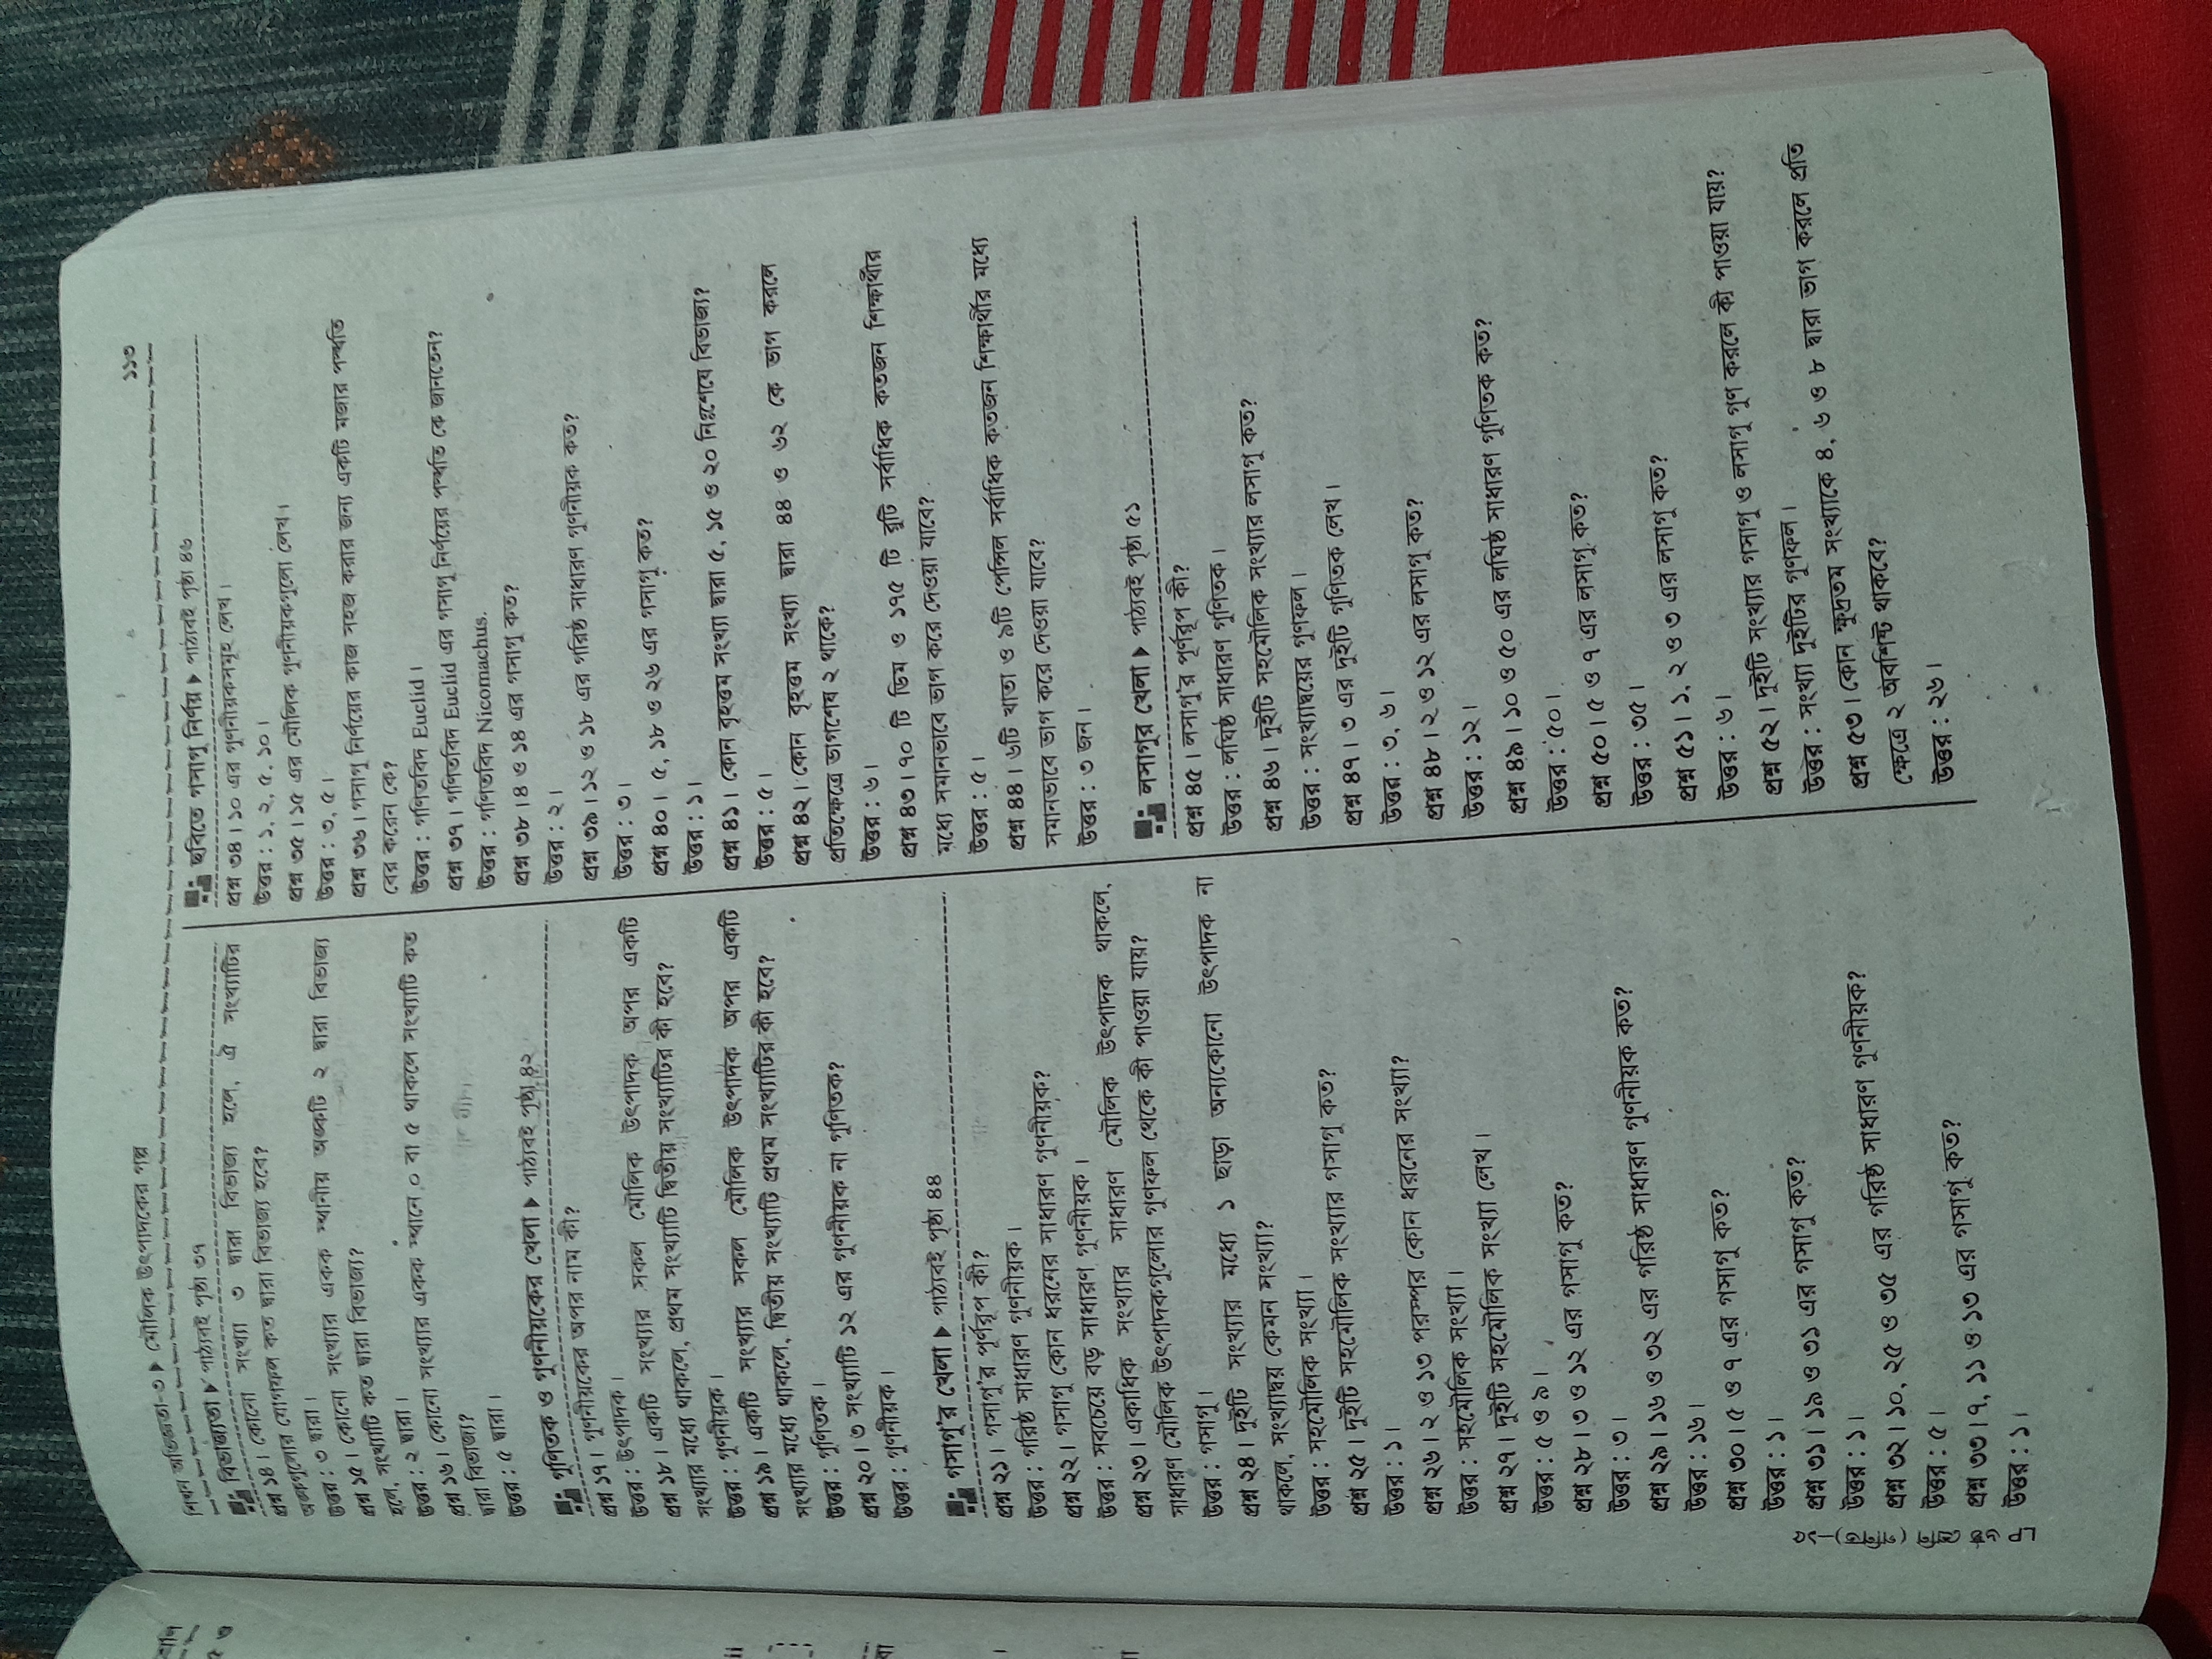 শিখন অভিজ্ঞতা-৩ ▶ মৌলিক উৎপাদকের গল্প
১১৩
বিভাজ্যতা ▶ পাঠ্যবই পৃষ্ঠা ৩৭
প্রশ্ন ১৪। কোনো সংখ্যা ৩ দ্বারা বিভাজ্য হলে, ঐ সংখ্যাটির
অঙ্কগুলোর যোগফল কত দ্বারা বিভাজ্য হবে?
উত্তর : ৩ দ্বারা।
প্রশ্ন ১৫। কোনো সংখ্যার একক স্থানীয় অঙ্কটি ২ দ্বারা বিভাজ্য
হলে, সংখ্যাটি কত দ্বারা বিভাজ্য?
উত্তর : ২ দ্বারা।
প্রশ্ন ১৬। কোনো সংখ্যার একক স্থানে ০ বা ৫ থাকলে সংখ্যাটি কত
দ্বারা বিভাজ্য?
উত্তর : ৫ দ্বারা।
গুণিতক ও গুণনীয়কের খেলা ▶ পাঠ্যবই পৃষ্ঠা ৪২
প্রশ্ন ১৭। গুণনীয়কের অপর নাম কী?
উত্তর : উৎপাদক।
প্রশ্ন ১৮। একটি সংখ্যার সকল মৌলিক উৎপাদক অপর একটি
সংখ্যার মধ্যে থাকলে, প্রথম সংখ্যাটি দ্বিতীয় সংখ্যাটির কী হবে?
উত্তর : গুণনীয়ক।
প্রশ্ন ১৯। একটি সংখ্যার সকল মৌলিক উৎপাদক অপর একটি
সংখ্যার মধ্যে থাকলে, দ্বিতীয় সংখ্যাটি প্রথম সংখ্যাটির কী হবে?
উত্তর : গুণিতক।
প্রশ্ন ২০। ৩ সংখ্যাটি ১২ এর গুণনীয়ক না গুণিতক?
উত্তর : গুণনীয়ক।
গসাগু'র খেলা ▶ পাঠ্যবই পৃষ্ঠা ৪৪
প্রশ্ন ২১। গসাগু'র পূর্ণরূপ কী?
উত্তর : গরিষ্ঠ সাধারণ গুণনীয়ক।
প্রশ্ন ২২। গসাগু কোন ধরনের সাধারণ গুণনীয়ক?
উত্তর : সবচেয়ে বড় সাধারণ গুণনীয়ক।
প্রশ্ন ২৩। একাধিক সংখ্যার সাধারণ মৌলিক উৎপাদক থাকলে,
সাধারণ মৌলিক উৎপাদকগুলোর গুণফল থেকে কী পাওয়া যায়?
উত্তর : গসাগু।
প্রশ্ন ২৪। দুইটি সংখ্যার মধ্যে ১ ছাড়া অন্যকোনো উৎপাদক না
থাকলে, সংখ্যাদ্বয় কেমন সংখ্যা?
উত্তর : সহমৌলিক সংখ্যা।
প্রশ্ন ২৫। দুইটি সহমৌলিক সংখ্যার গসাগু কত?
উত্তর : ১।
প্রশ্ন ২৬। ২ ও ১৩ পরস্পর কোন ধরনের সংখ্যা?
উত্তর : সহমৌলিক সংখ্যা।
প্রশ্ন ২৭। দুইটি সহমৌলিক সংখ্যা লেখ।
উত্তর : ৫ ও ৯।
প্রশ্ন ২৮। ৩ ও ১২ এর গসাগু কত?
উত্তর : ৩।
প্রশ্ন ২৯। ১৬ ও ৩২ এর গরিষ্ঠ সাধারণ গুণনীয়ক কত?
উত্তর : ১৬।
প্রশ্ন ৩০। ৫ ও ৭ এর গসাগু কত?
উত্তর : ১।
প্রশ্ন ৩১। ১৯ ও ৩১ এর গসাগু কত?
উত্তর : ১।
প্রশ্ন ৩২। ১০, ২৫ ও ৩৫ এর গরিষ্ঠ সাধারণ গুণনীয়ক?
উত্তর : ৫।
প্রশ্ন ৩৩। ৭, ১১ ও ১৩ এর গসাগু কত?
উত্তর : ১।
LP ৬ষ্ঠ শ্রেণি (গণিত)–১৫
ছবিতে গসাগু নির্ণয় ▶ পাঠ্যবই পৃষ্ঠা ৪৬
প্রশ্ন ৩৪। ১০ এর গুণনীয়কসমূহ লেখ।
উত্তর : ১, ২, ৫, ১০।
প্রশ্ন ৩৫। ১৫ এর মৌলিক গুণনীয়কগুলো লেখ।
উত্তর : ৩, ৫।
প্রশ্ন ৩৬। গসাগু নির্ণয়ের কাজ সহজ করার জন্য একটি মজার পদ্ধতি
বের করেন কে?
উত্তর : গণিতবিদ Euclid।
প্রশ্ন ৩৭। গণিতবিদ Euclid এর গসাগু নির্ণয়ের পদ্ধতি কে জানতেন?
উত্তর : গণিতবিদ Nicomachus.
প্রশ্ন ৩৮। ৪ ও ১৪ এর গসাগু কত?
উত্তর : ২।
প্রশ্ন ৩৯। ১২ ও ১৮ এর গরিষ্ঠ সাধারণ গুণনীয়ক কত?
উত্তর : ৩।
প্রশ্ন ৪০। ৫, ১৮ ও ২৬ এর গসাগু কত?
উত্তর : ১।
প্রশ্ন ৪১। কোন বৃহত্তম সংখ্যা দ্বারা ৫, ১৫ ও ২০ নিঃশেষে বিভাজ্য?
উত্তর : ৫।
প্রশ্ন ৪২। কোন বৃহত্তম সংখ্যা দ্বারা ৪৪ ও ৬২ কে ভাগ করলে
প্রতিক্ষেত্রে ভাগশেষ ২ থাকে?
উত্তর : ৬।
প্রশ্ন ৪৩। ৭০ টি ডিম ও ১৭৫ টি রুটি সর্বাধিক কতজন শিক্ষার্থীর
মধ্যে সমানভাবে ভাগ করে দেওয়া যাবে?
উত্তর : ৫।
প্রশ্ন ৪৪। ৬টি খাতা ও ৯টি পেন্সিল সর্বাধিক কতজন শিক্ষার্থীর মধ্যে
সমানভাবে ভাগ করে দেওয়া যাবে?
উত্তর : ৩ জন।
লসাগুর খেলা ▶ পাঠ্যবই পৃষ্ঠা ৫১
প্রশ্ন ৪৫। লসাগু'র পূর্ণরূপ কী?
উত্তর : লঘিষ্ঠ সাধারণ গুণিতক।
প্রশ্ন ৪৬। দুইটি সহমৌলিক সংখ্যার লসাগু কত?
উত্তর : সংখ্যাদ্বয়ের গুণফল।
প্রশ্ন ৪৭। ৩ এর দুইটি গুণিতক লেখ।
উত্তর : ৩, ৬।
প্রশ্ন ৪৮। ২ ও ১২ এর লসাগু কত?
উত্তর : ১২।
প্রশ্ন ৪৯। ১০ ও ৫০ এর লঘিষ্ঠ সাধারণ গুণিতক কত?
উত্তর : ৫০।
প্রশ্ন ৫০। ৫ ও ৭ এর লসাগু কত?
উত্তর : ৩৫।
প্রশ্ন ৫১। ১, ২ ও ৩ এর লসাগু কত?
উত্তর : ৬।
প্রশ্ন ৫২। দুইটি সংখ্যার গসাগু ও লসাগু গুণ করলে কী পাওয়া যায়?
উত্তর : সংখ্যা দুইটির গুণফল।
প্রশ্ন ৫৩। কোন ক্ষুদ্রতম সংখ্যাকে ৪, ৬ ও ৮ দ্বারা ভাগ করলে প্রতি
ক্ষেত্রে ২ অবশিষ্ট থাকবে?
উত্তর : ২৬।